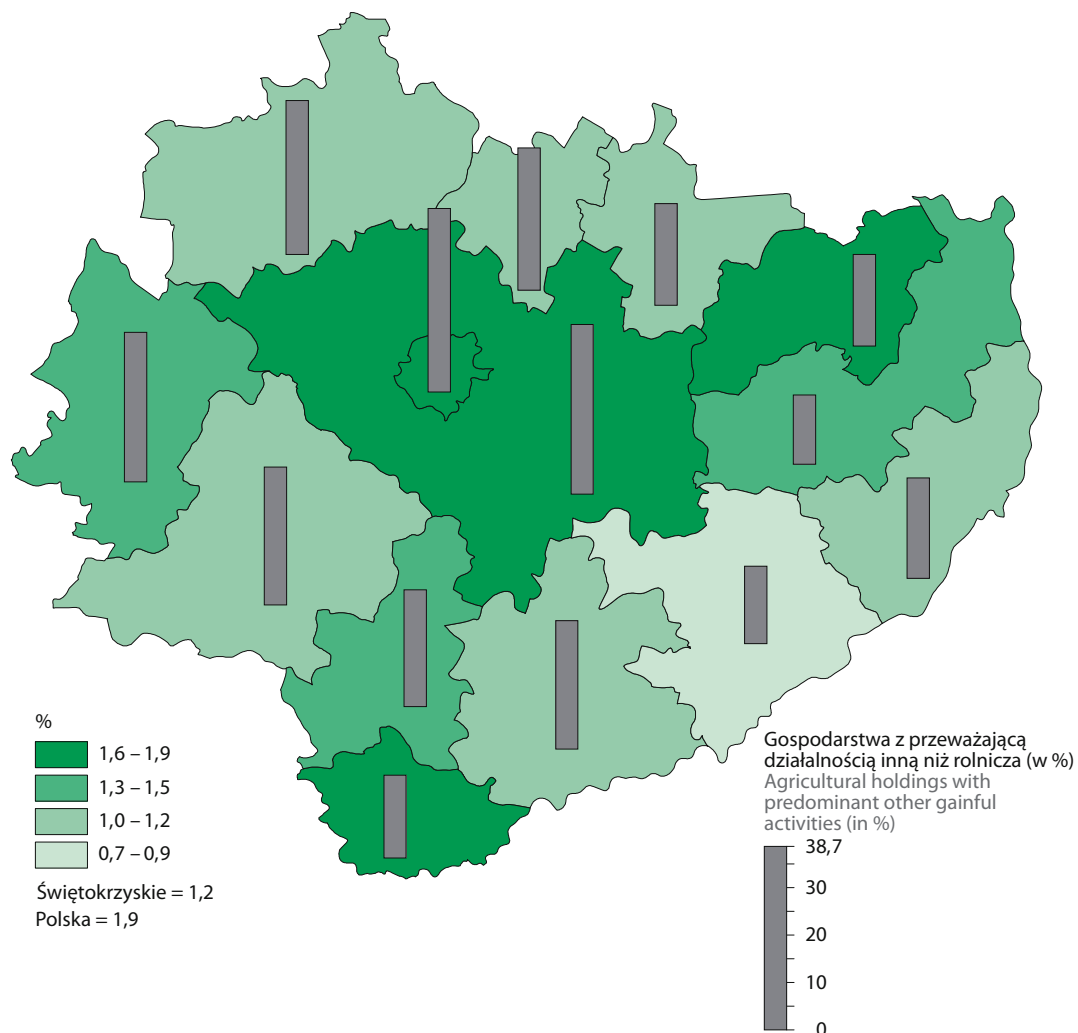 %
1,6 – 1,9
1,3 – 1,5
1,0 – 1,2
0,7 – 0,9
Świętokrzyskie = 1,2
Polska = 1,9
Gospodarstwa z przeważającą
działalnością inną niż rolnicza (w %)
Agricultural holdings with
predominant other gainful
activities (in %)
38,7
30
20
10
0